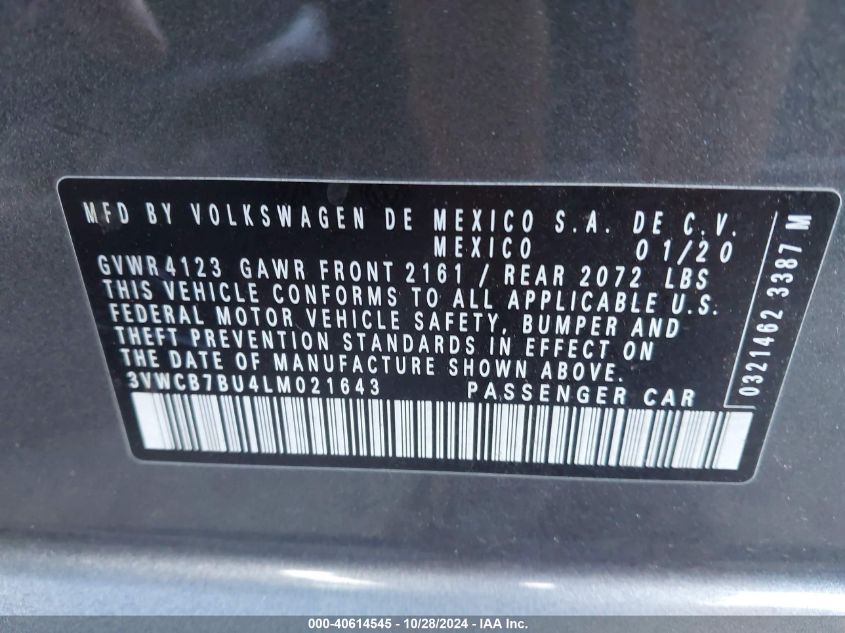 MFD BY VOLKSWAGEN DE MEXICO S.A. DE C.V.
MEXICO 01/20
GVWR 4123 GAWR FRONT 2161 / REAR 2072 LBS
THIS VEHICLE CONFORMS TO ALL APPLICABLE U.S.
FEDERAL MOTOR VEHICLE SAFETY, BUMPER AND
THEFT PREVENTION STANDARDS IN EFFECT ON
THE DATE OF MANUFACTURE SHOWN ABOVE.
3VWCB7BU4LM021643 PASSENGER CAR
0321462 3387 M
000-40614545 - 10/28/2024 - IAA Inc.